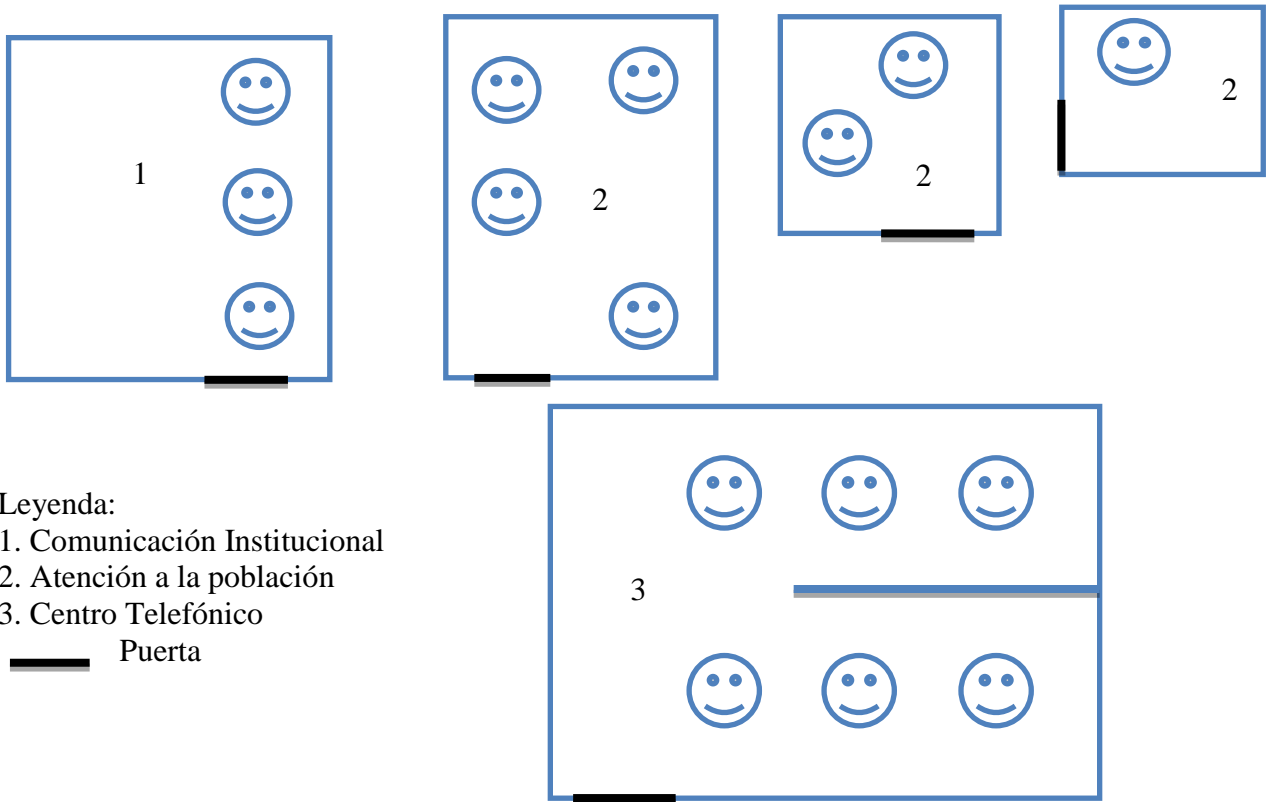 1
2
2
2
3
Leyenda:
1. Comunicación Institucional
2. Atención a la población
3. Centro Telefónico
Puerta